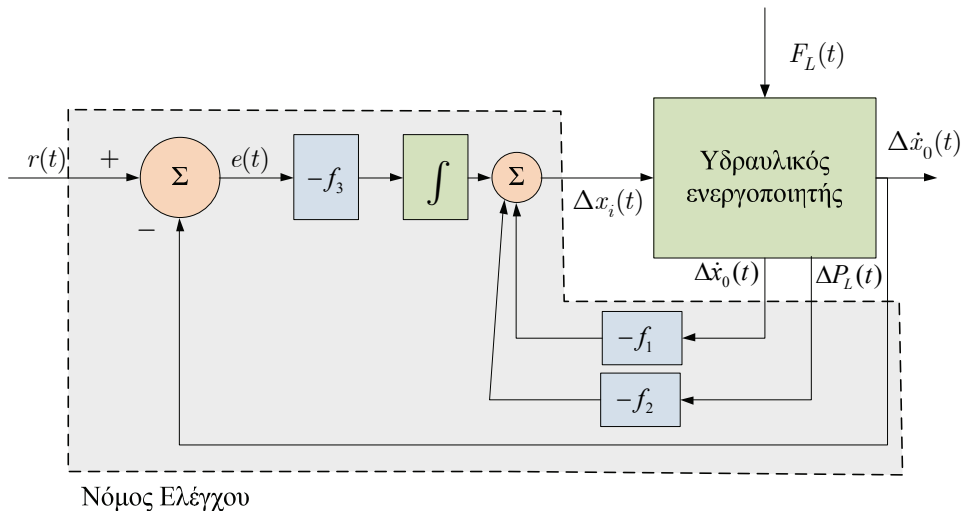 F_L(t)
r(t)
+
Σ
e(t)
−f_3
∫
Σ
Δx_i(t)
Υδραυλικός
ενεργοποιητής
Δẋ_0(t)
−
Δẋ_0(t)
ΔP_L(t)
−f_1
−f_2
Νόμος Ελέγχου